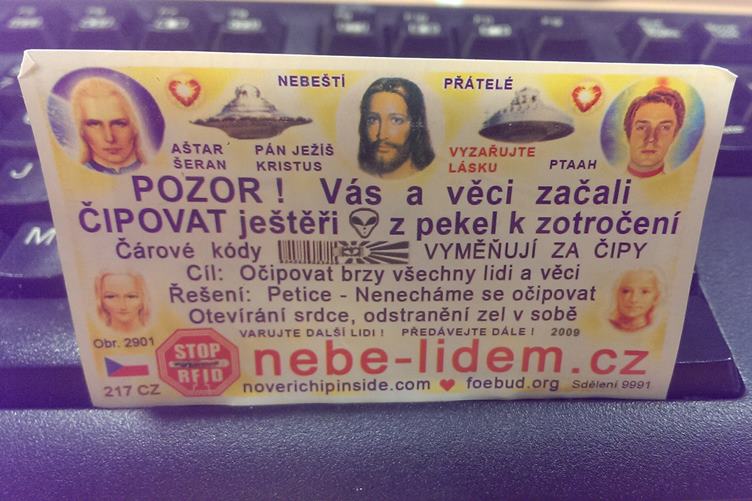 NEBEŠTÍ PŘÁTELÉ
AŠTAR ŠERAN
PÁN JEŽÍŠ KRISTUS
VYZAŘUJTE LÁSKU
PTAAH
POZOR ! Vás a věci začali
ČIPOVAT ještěři z pekel k zotročení
Čárové kódy VYMĚŇUJÍ ZA ČIPY
Cíl: Očipovat brzy všechny lidi a věci
Řešení: Petice - Nenecháme se očipovat
Otevírání srdce, odstranění zel v sobě
VARUJTE DALŠÍ LIDI ! PŘEDÁVEJTE DÁLE ! 2009
Obr. 2901
STOP
RFID
nebe-lidem.cz
217 CZ
noverichipinside.com foebud.org Sdělení 9991
J
M